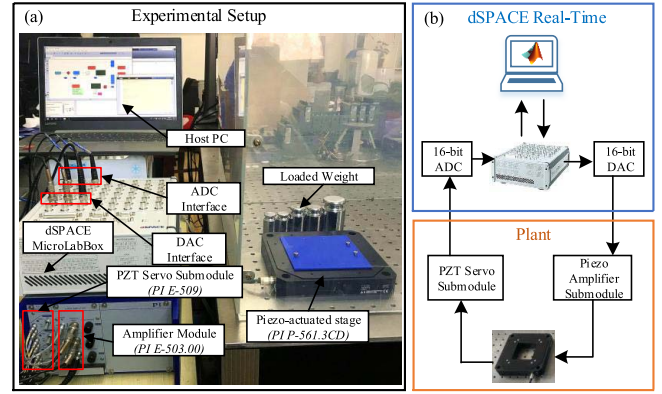 (a)
Experimental Setup
Host PC
ADC
Interface
Loaded Weight
DAC
Interface
dSPACE
MicroLabBox
PZT Servo Submodule
(PI E-509)
Amplifier Module
(PI E-503.00)
Piezo-actuated stage
(PI P-561.3CD)
PI
(b)
dSPACE Real-Time
16-bit
ADC
16-bit
DAC
Plant
PZT Servo
Submodule
Piezo
Amplifier
Submodule